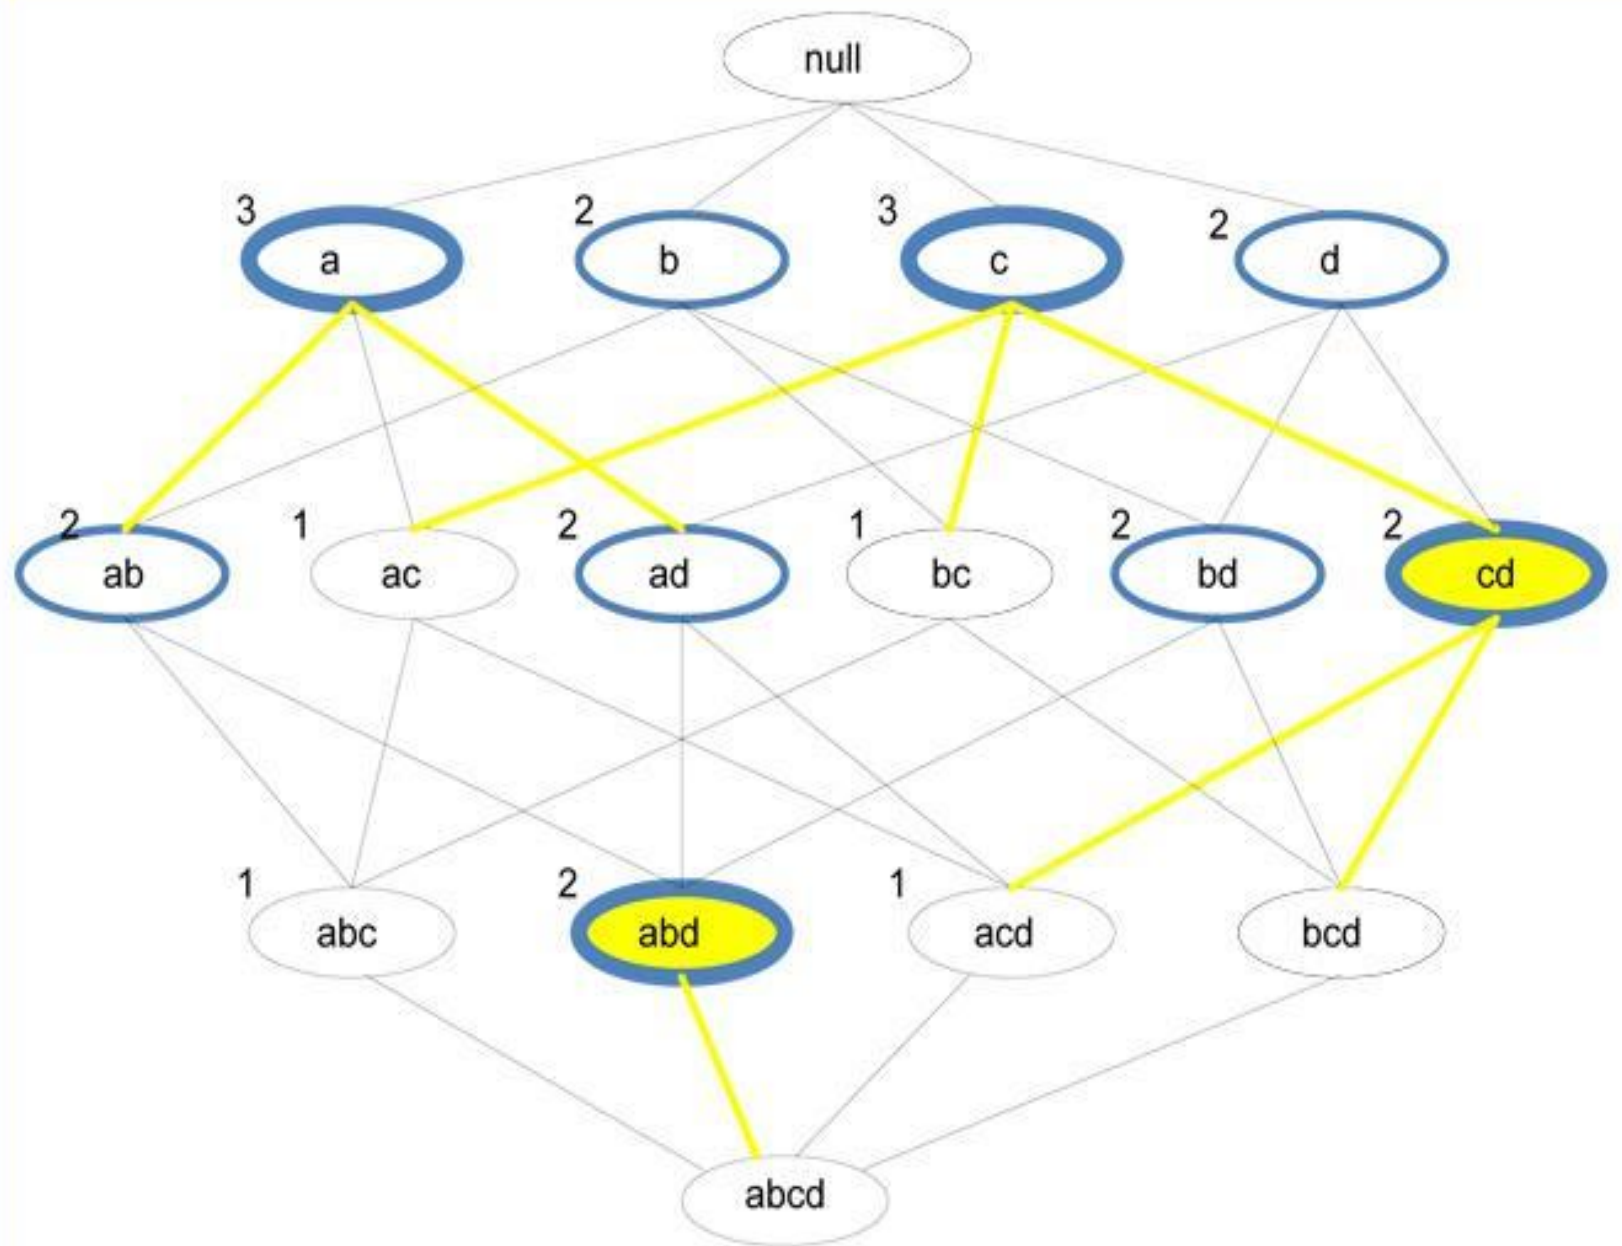 null
3 a
2 b
3 c
2 d
2 ab
1 ac
2 ad
1 bc
2 bd
2 cd
1 abc
2 abd
1 acd
bcd
abcd